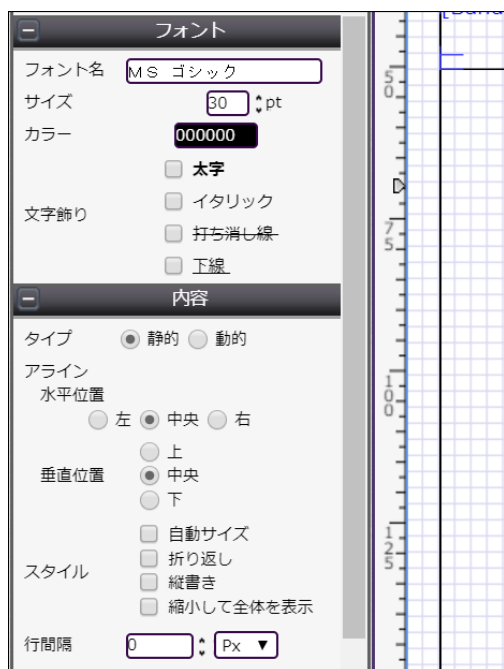 フォント
フォント名 MS ゴシック
サイズ 30 pt
カラー 000000
文字飾り
太字
イタリック
打ち消し線
下線
内容
タイプ 静的 動的
アライン
水平位置
左 中央 右
垂直位置
上
中央
下
スタイル
自動サイズ
折り返し
縦書き
縮小して全体を表示
行間隔 0 Px ▼
50
75
100
125